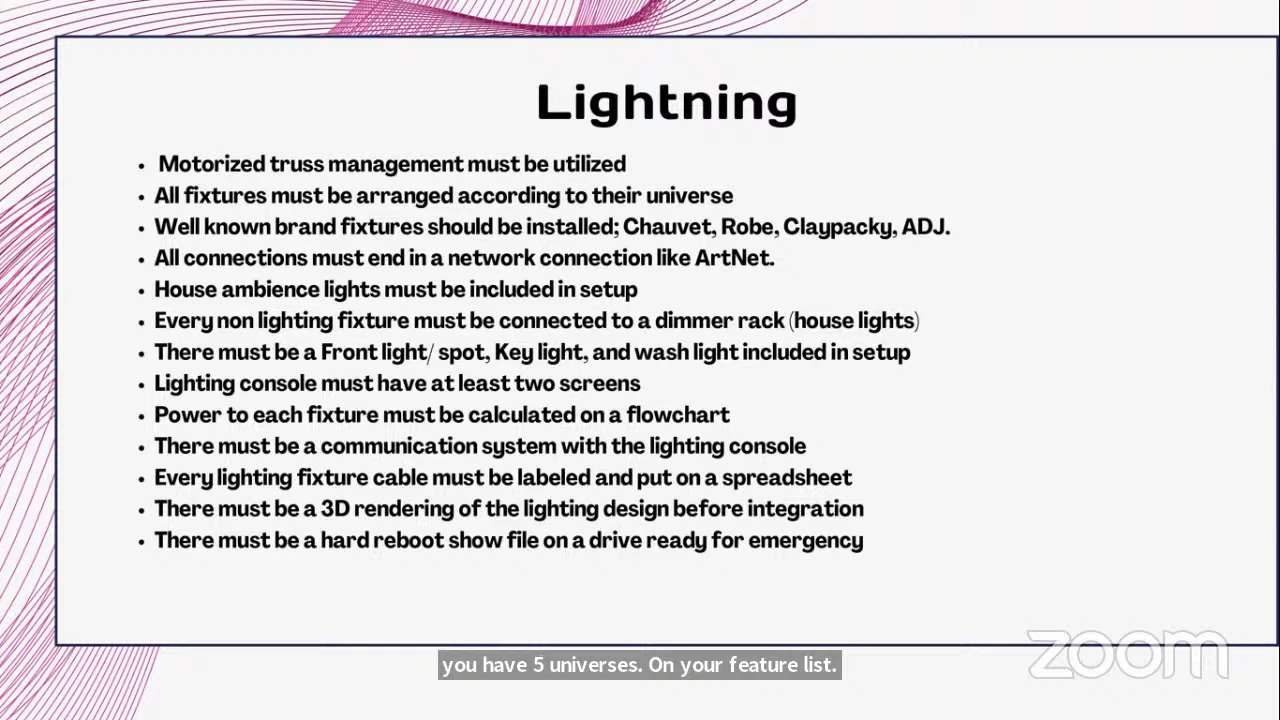 Lightning
• Motorized truss management must be utilized
• All fixtures must be arranged according to their universe
• Well known brand fixtures should be installed; Chauvet, Robe, Claypacky, ADJ.
• All connections must end in a network connection like ArtNet.
• House ambience lights must be included in setup
• Every non lighting fixture must be connected to a dimmer rack (house lights)
• There must be a Front light/ spot, Key light, and wash light included in setup
• Lighting console must have at least two screens
• Power to each fixture must be calculated on a flowchart
• There must be a communication system with the lighting console
• Every lighting fixture cable must be labeled and put on a spreadsheet
• There must be a 3D rendering of the lighting design before integration
• There must be a hard reboot show file on a drive ready for emergency
you have 5 universes. On your feature list.
zoom